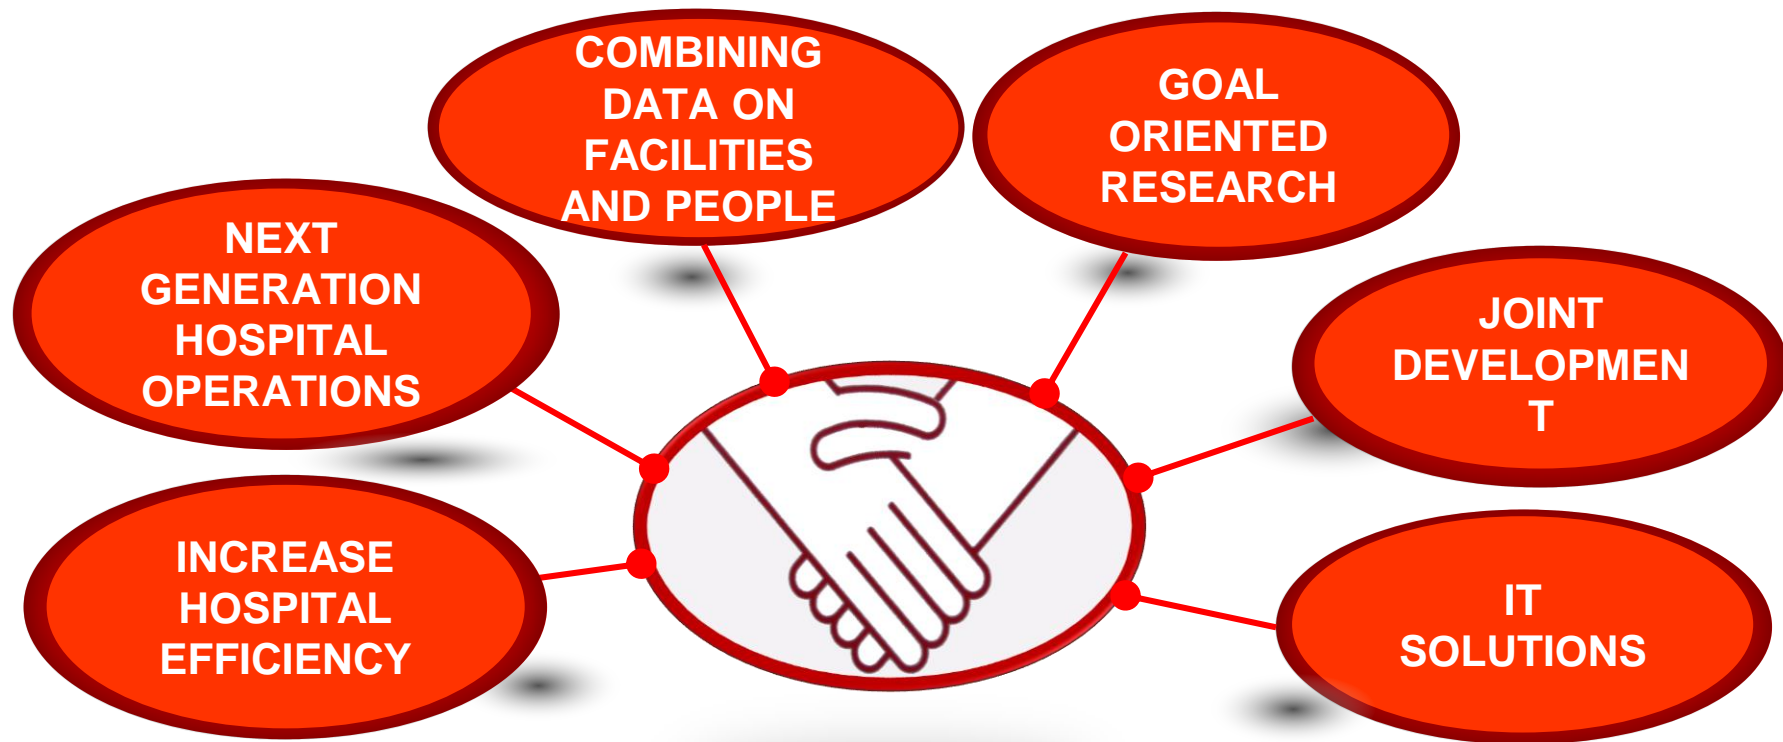 COMBINING
DATA ON
FACILITIES
AND PEOPLE
GOAL
ORIENTED
RESEARCH
NEXT
GENERATION
HOSPITAL
OPERATIONS
JOINT
DEVELOPMEN
T
INCREASE
HOSPITAL
EFFICIENCY
IT
SOLUTIONS